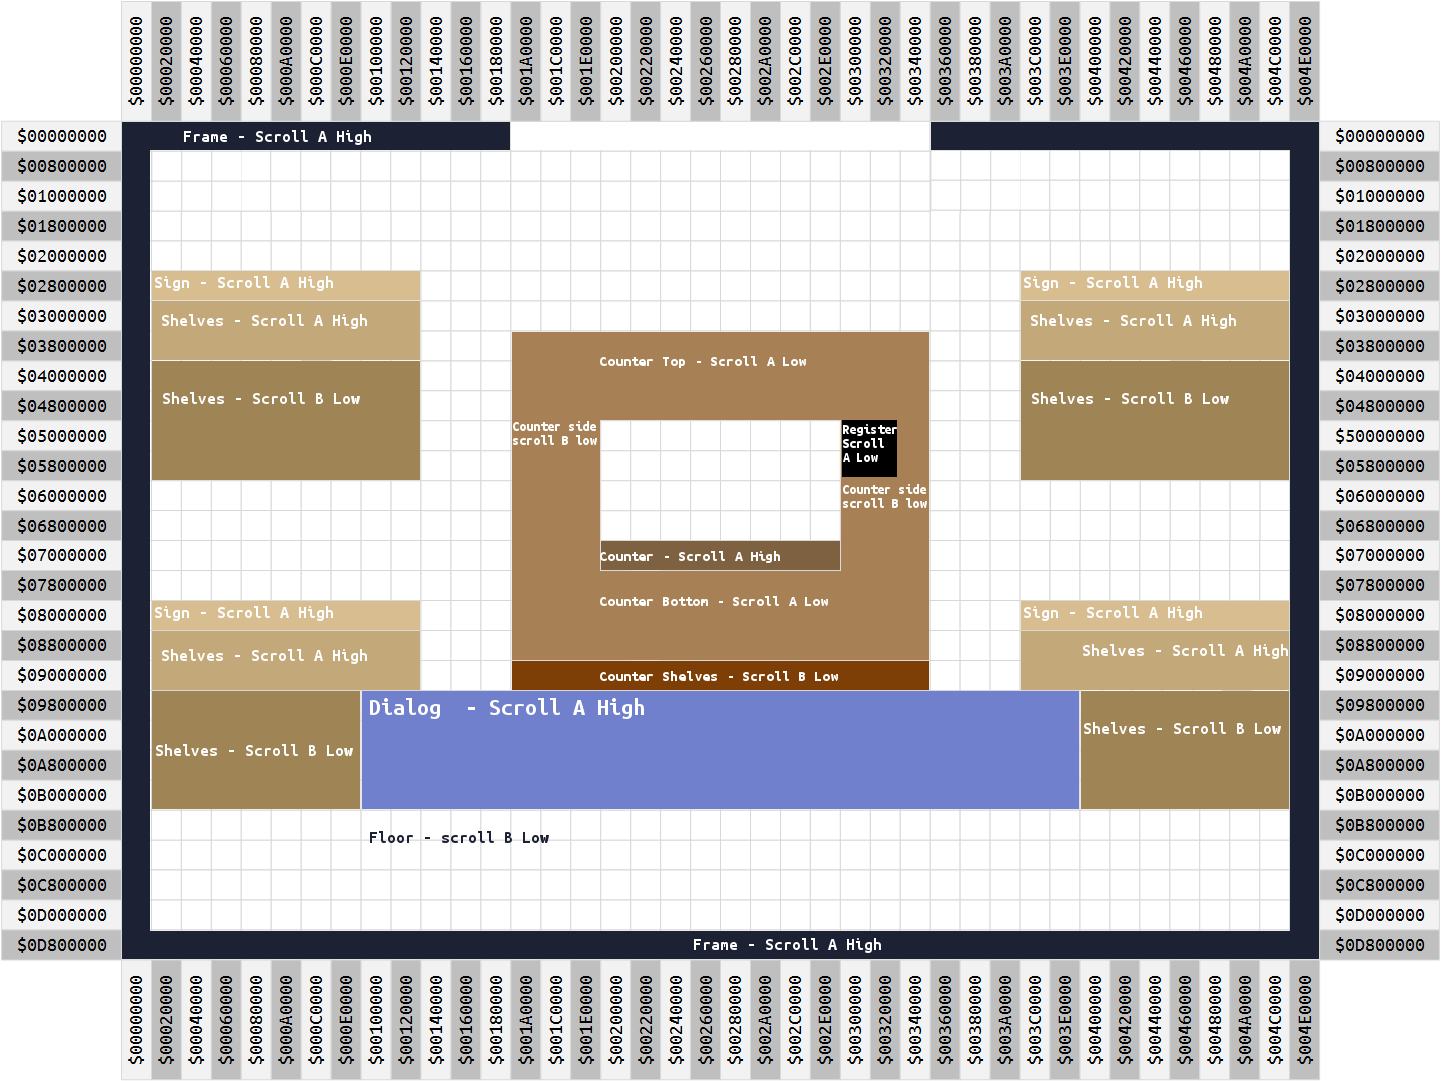 $00000000
$00020000
$00040000
$00060000
$00080000
$000A0000
$000C0000
$000E0000
$00100000
$00120000
$00140000
$00160000
$00180000
$001A0000
$001C0000
$001E0000
$00200000
$00220000
$00240000
$00260000
$00280000
$002A0000
$002C0000
$002E0000
$00300000
$00320000
$00340000
$00360000
$00380000
$003A0000
$003C0000
$003E0000
$00400000
$00420000
$00440000
$00460000
$00480000
$004A0000
$004C0000
$004E0000
$00000000
$00800000
$01000000
$01800000
$02000000
$02800000
$03000000
$03800000
$04000000
$04800000
$05000000
$05800000
$06000000
$06800000
$07000000
$07800000
$08000000
$08800000
$09000000
$09800000
$0A000000
$0A800000
$0B000000
$0B800000
$0C000000
$0C800000
$0D000000
$0D800000
Frame - Scroll A High
Sign - Scroll A High
Shelves - Scroll A High
Shelves - Scroll B Low
Sign - Scroll A High
Shelves - Scroll A High
Shelves - Scroll B Low
Counter Top - Scroll A Low
Counter side
scroll B low
Register
Scroll
A Low
Counter side
scroll B low
Counter - Scroll A High
Counter Bottom - Scroll A Low
Counter Shelves - Scroll B Low
Sign - Scroll A High
Shelves - Scroll A High
Shelves - Scroll B Low
Sign - Scroll A High
Shelves - Scroll A High
Shelves - Scroll B Low
Dialog  - Scroll A High
Floor - scroll B Low
Frame - Scroll A High
$00000000
$00800000
$01000000
$01800000
$02000000
$02800000
$03000000
$03800000
$04000000
$04800000
$50000000
$05800000
$06000000
$06800000
$07000000
$07800000
$08000000
$08800000
$09000000
$09800000
$0A000000
$0A800000
$0B000000
$0B800000
$0C000000
$0C800000
$0D000000
$0D800000
$00000000
$00020000
$00040000
$00060000
$00080000
$000A0000
$000C0000
$000E0000
$00100000
$00120000
$00140000
$00160000
$00180000
$001A0000
$001C0000
$001E0000
$00200000
$00220000
$00240000
$00260000
$00280000
$002A0000
$002C0000
$002E0000
$00300000
$00320000
$00340000
$00360000
$00380000
$003A0000
$003C0000
$003E0000
$00400000
$00420000
$00440000
$00460000
$00480000
$004A0000
$004C0000
$004E0000